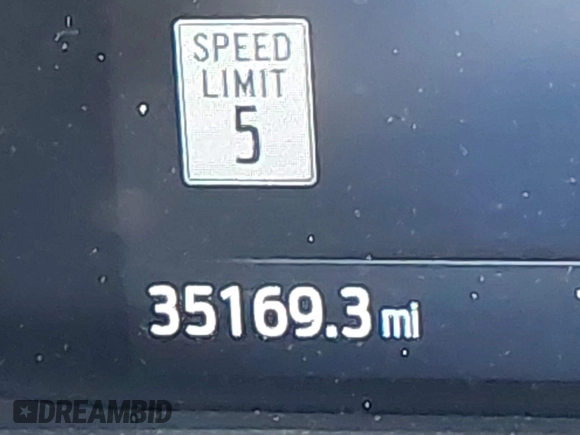 SPEED
LIMIT
5
35169.3 mi
DREAMBID